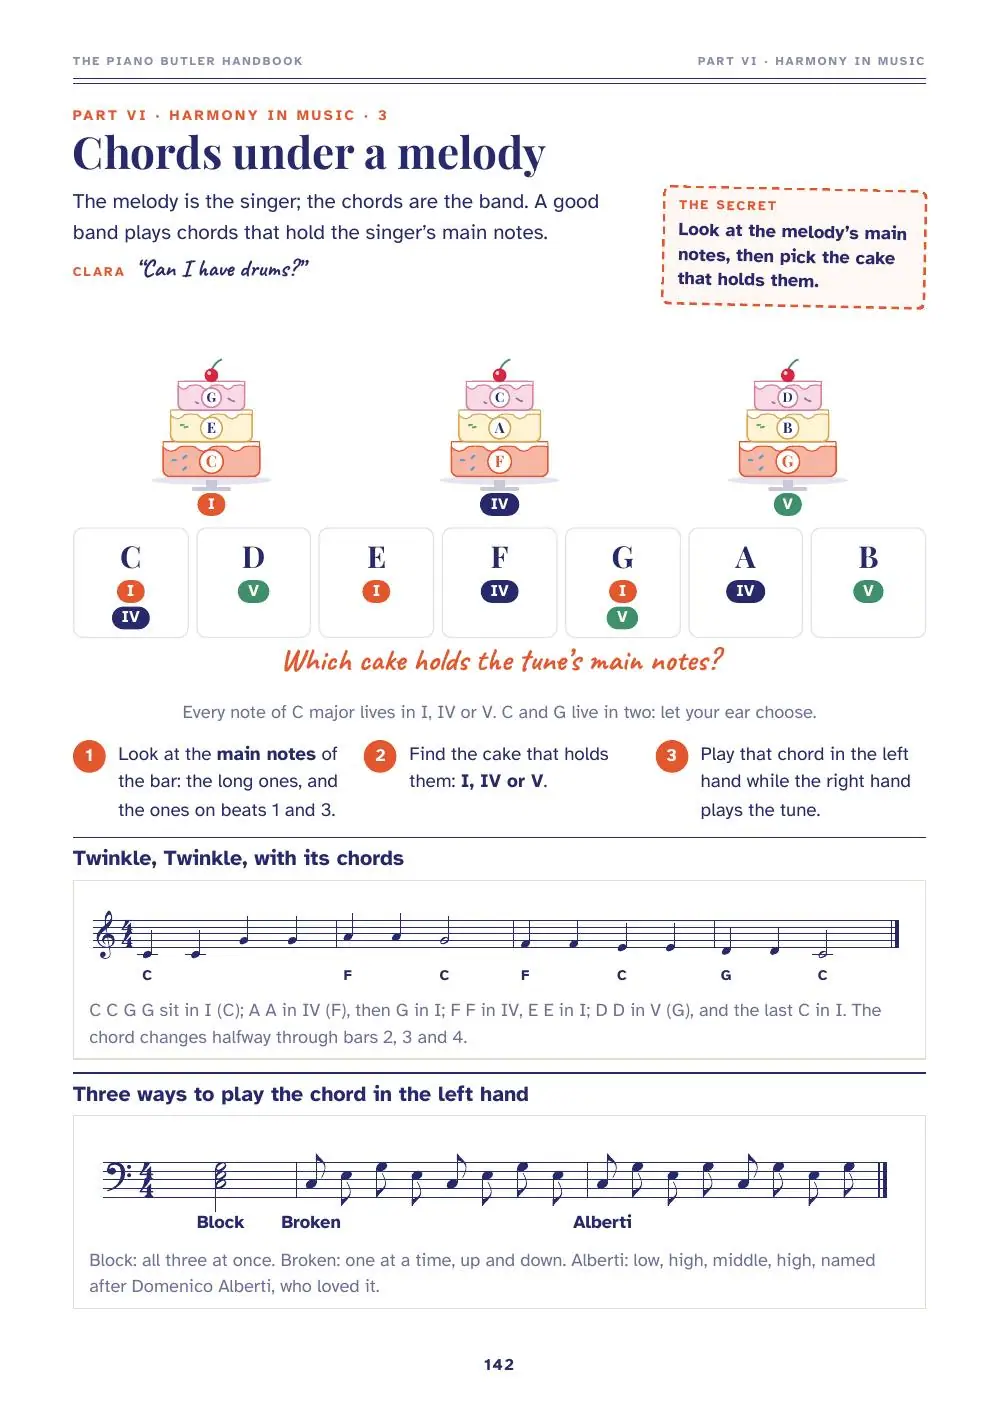 THE PIANO BUTLER HANDBOOK
PART VI · HARMONY IN MUSIC
PART VI · HARMONY IN MUSIC · 3
Chords under a melody
The melody is the singer; the chords are the band. A good
band plays chords that hold the singer’s main notes.
CLARA “Can I have drums?”
THE SECRET
Look at the melody’s main
notes, then pick the cake
that holds them.
G
E
C
I
C
A
F
IV
D
B
G
V
C
I
IV
D
V
E
I
F
IV
G
I
V
A
IV
B
V
Which cake holds the tune’s main notes?
Every note of C major lives in I, IV or V. C and G live in two: let your ear choose.
1
Look at the main notes of
the bar: the long ones, and
the ones on beats 1 and 3.
2
Find the cake that holds
them: I, IV or V.
3
Play that chord in the left
hand while the right hand
plays the tune.
Twinkle, Twinkle, with its chords
4
4
C F C F C G C
C C G G sit in I (C); A A in IV (F), then G in I; F F in IV, E E in I; D D in V (G), and the last C in I. The
chord changes halfway through bars 2, 3 and 4.
Three ways to play the chord in the left hand
4
4
Block Broken Alberti
Block: all three at once. Broken: one at a time, up and down. Alberti: low, high, middle, high, named
after Domenico Alberti, who loved it.
142